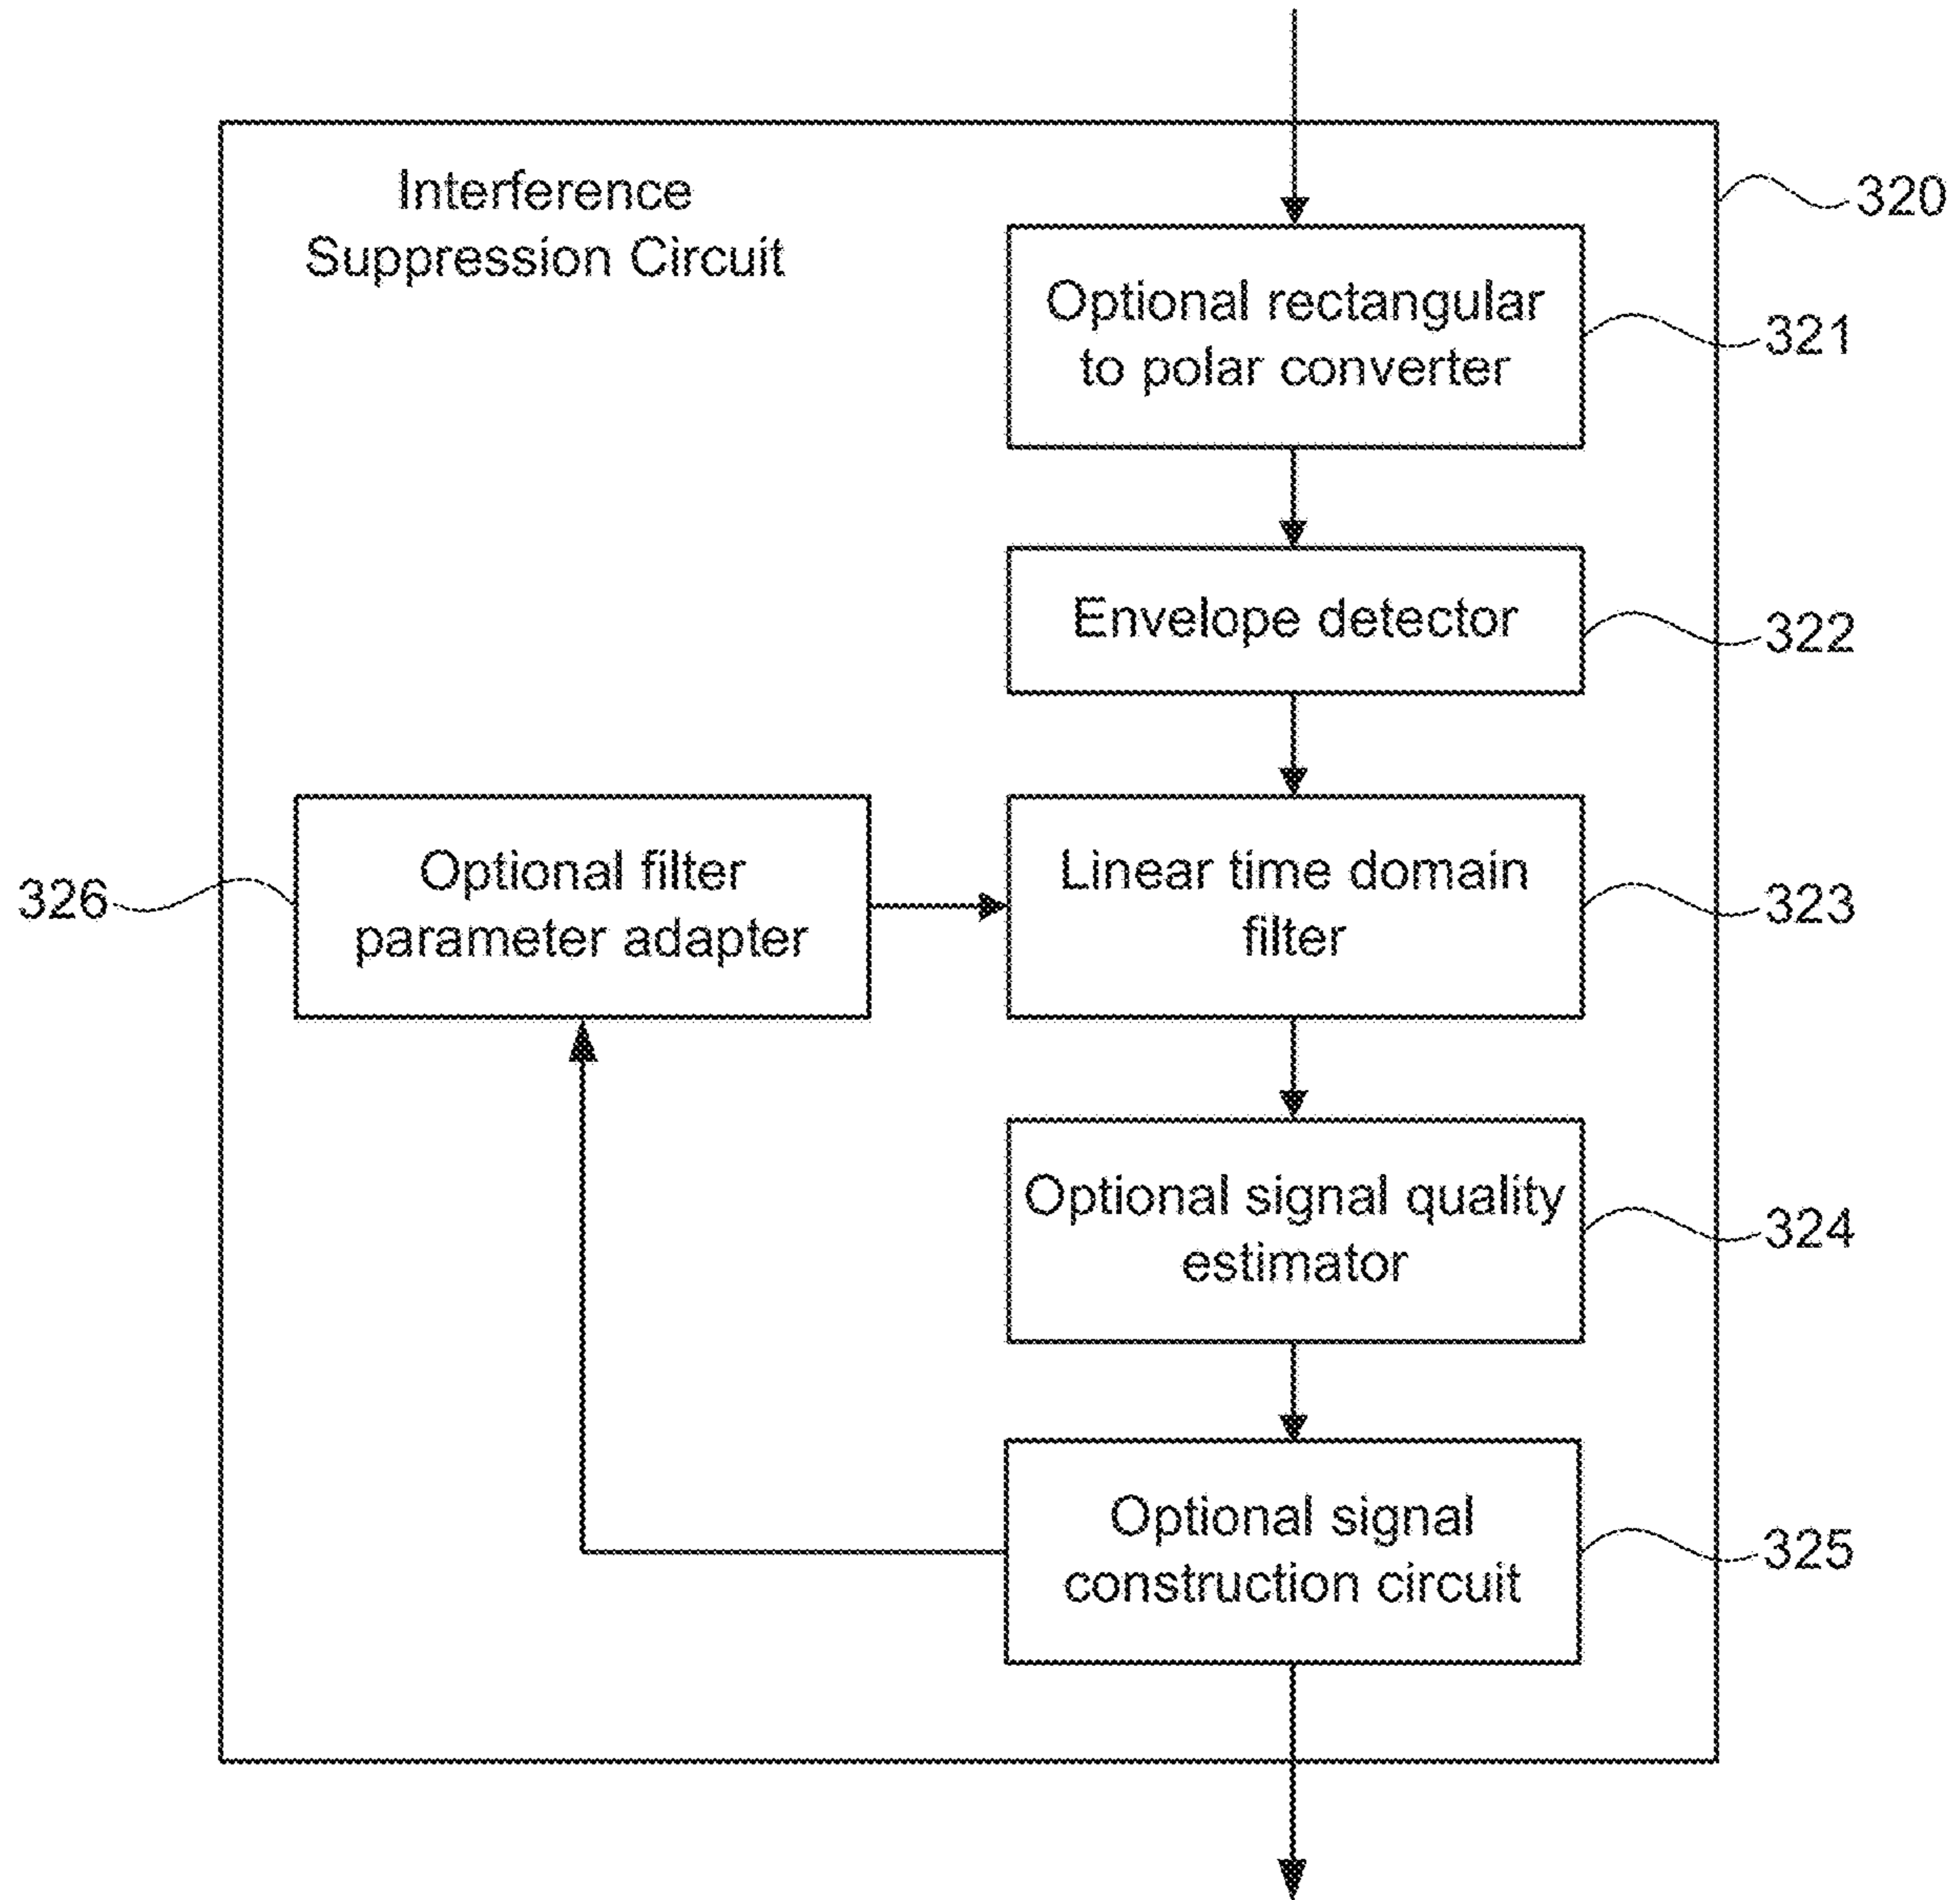 Interference
Suppression Circuit
320
Optional rectangular
to polar converter
321
Envelope detector
322
Optional filter
parameter adapter
326
Linear time domain
filter
323
Optional signal quality
estimator
324
Optional signal
construction circuit
325